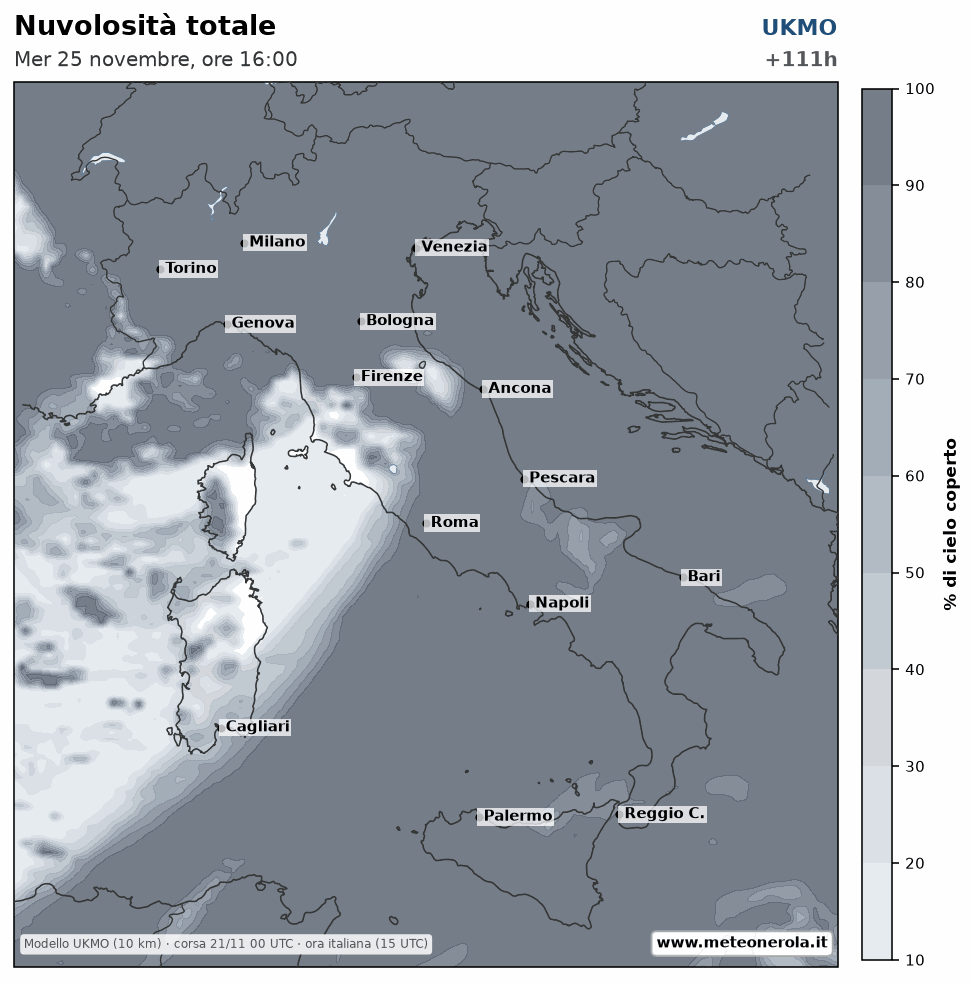 Nuvolosità totale
UKMO
Mer 25 novembre, ore 16:00
+111h
100
90
80
70
60
50
40
30
20
10
% di cielo coperto
Milano
Venezia
Torino
Genova
Bologna
Firenze
Ancona
Pescara
Roma
Bari
Napoli
Cagliari
Palermo
Reggio C.
Modello UKMO (10 km) · corsa 21/11 00 UTC · ora italiana (15 UTC)
www.meteonerola.it